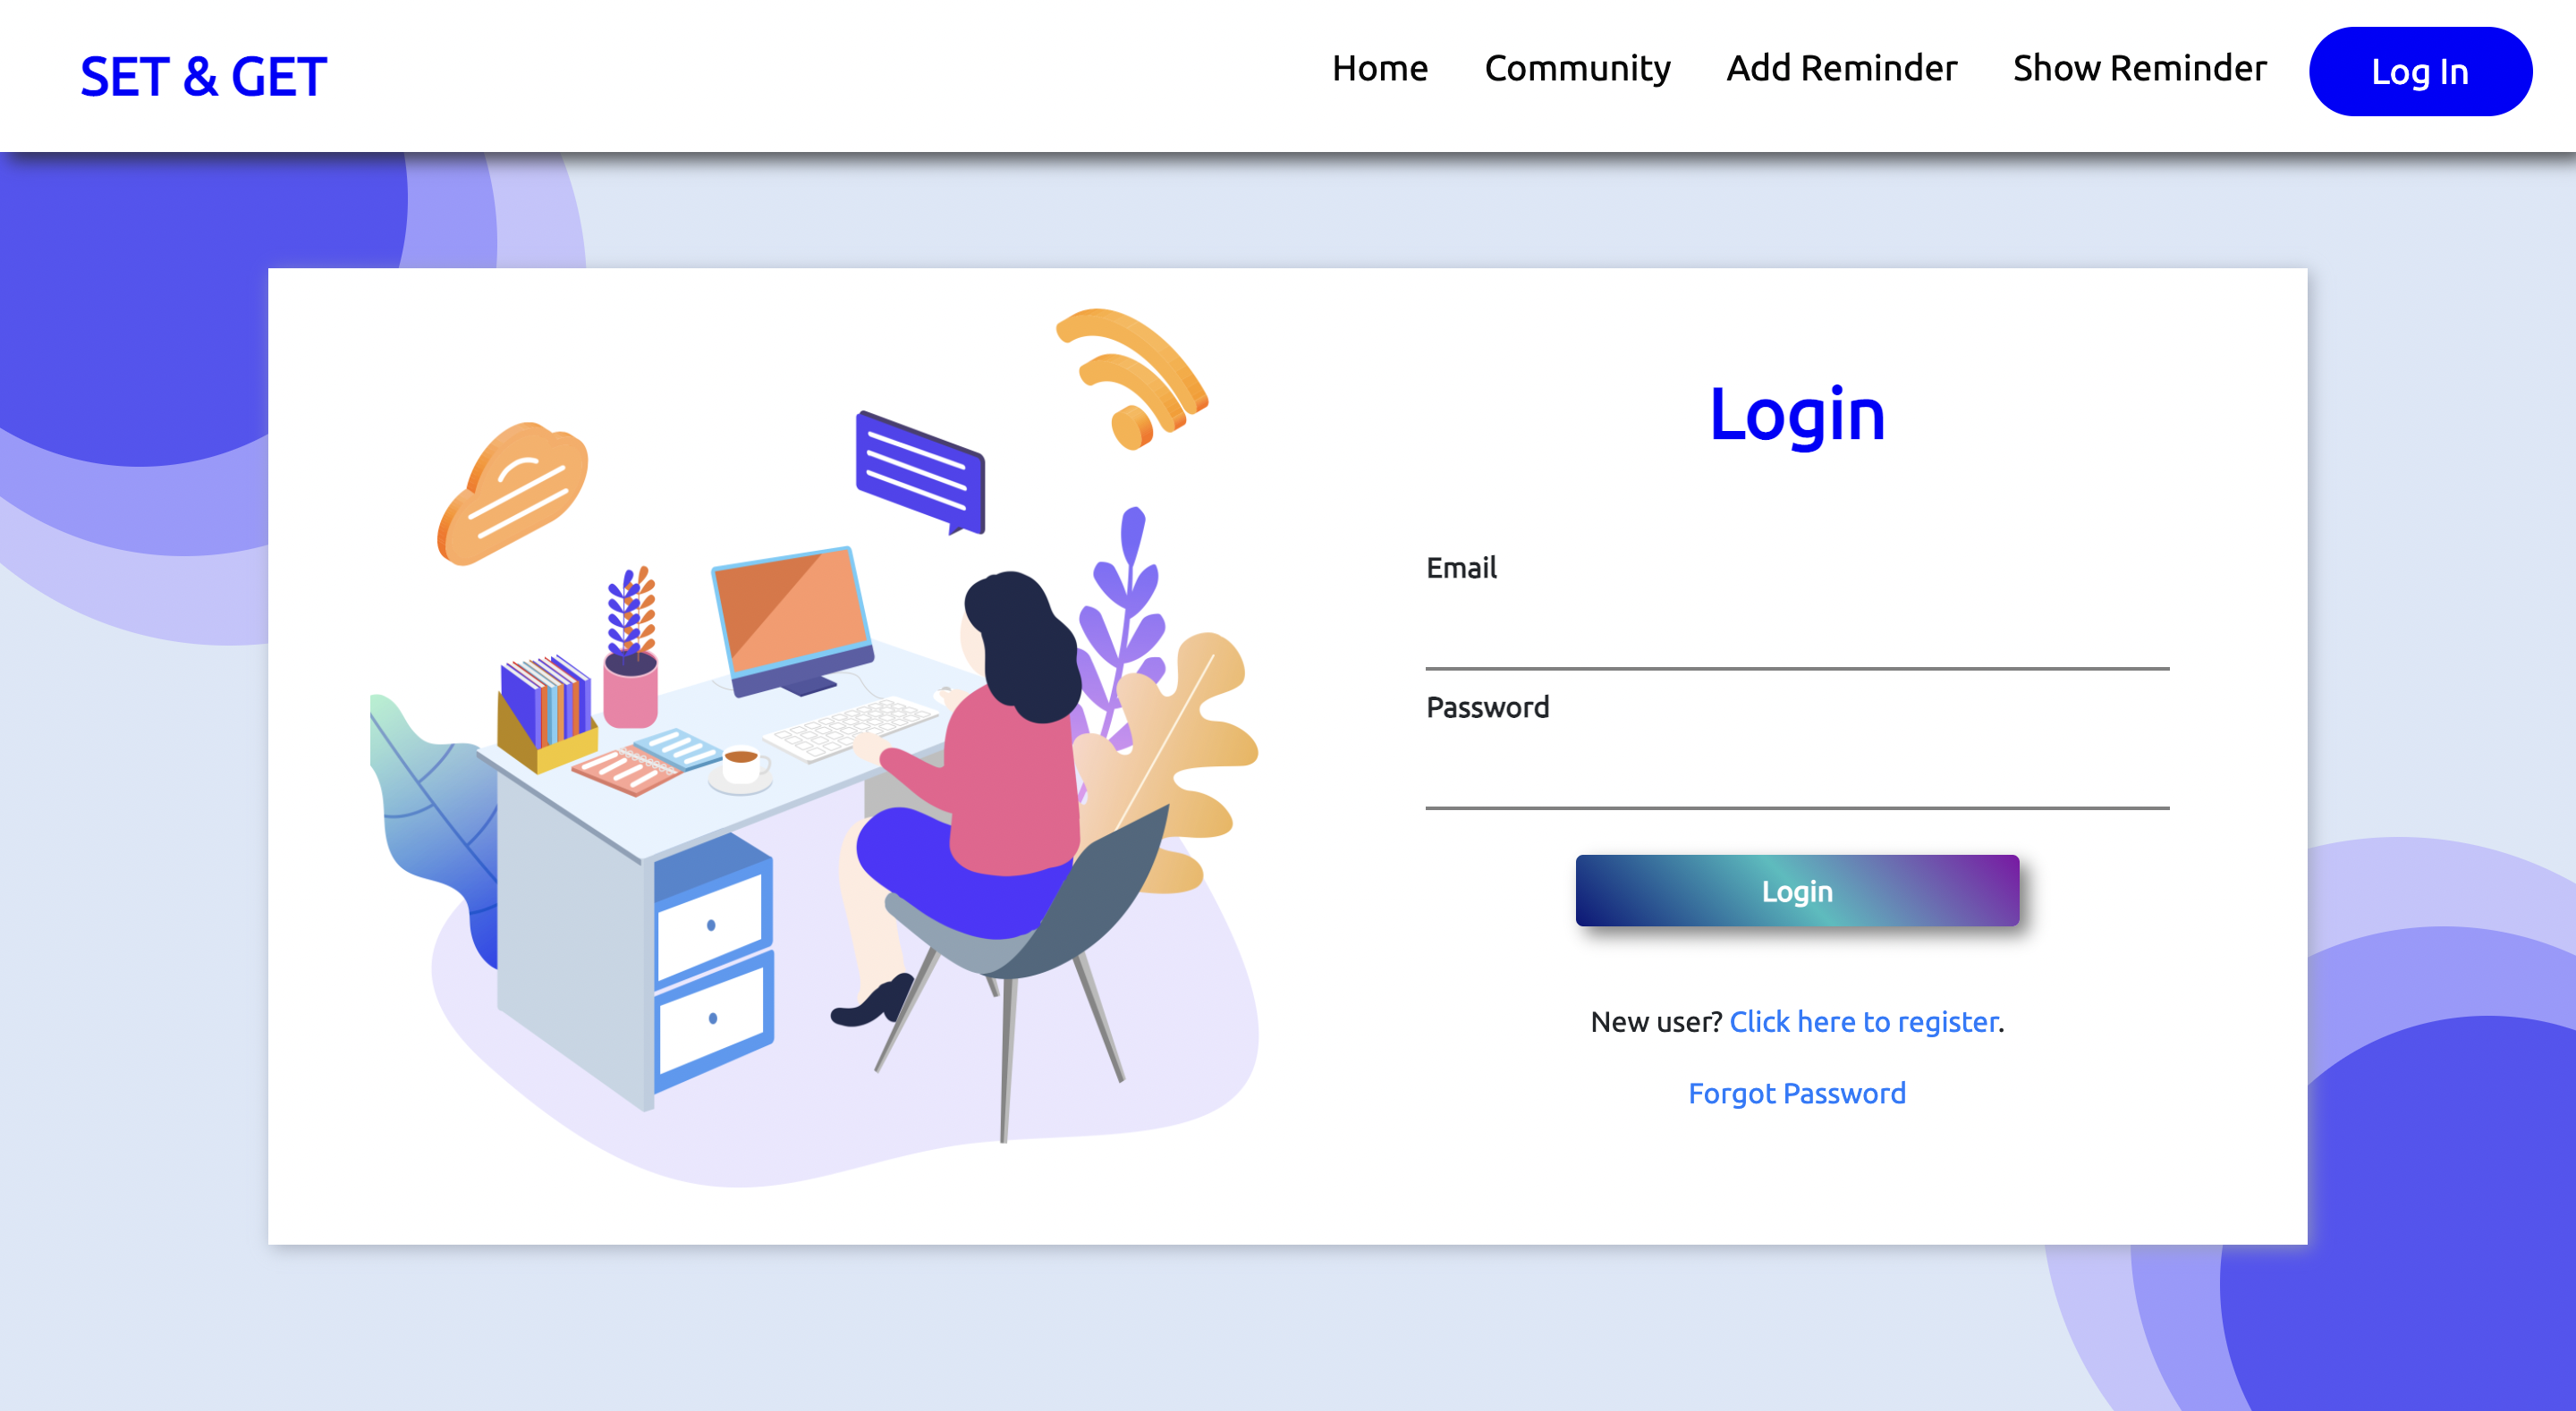 SET & GET
Home Community Add Reminder Show Reminder Log In
Login
Email
Password
Login
New user? Click here to register.
Forgot Password